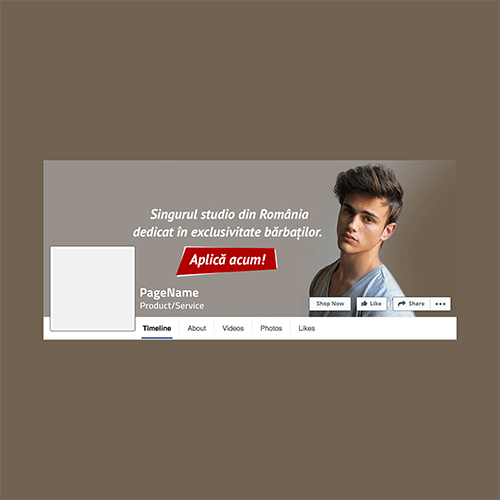 Singurul studio din România
dedicat în exclusivitate bărbaților.
Aplică acum!
PageName
Product/Service
Shop Now
Like
Share
Timeline
About
Videos
Photos
Likes